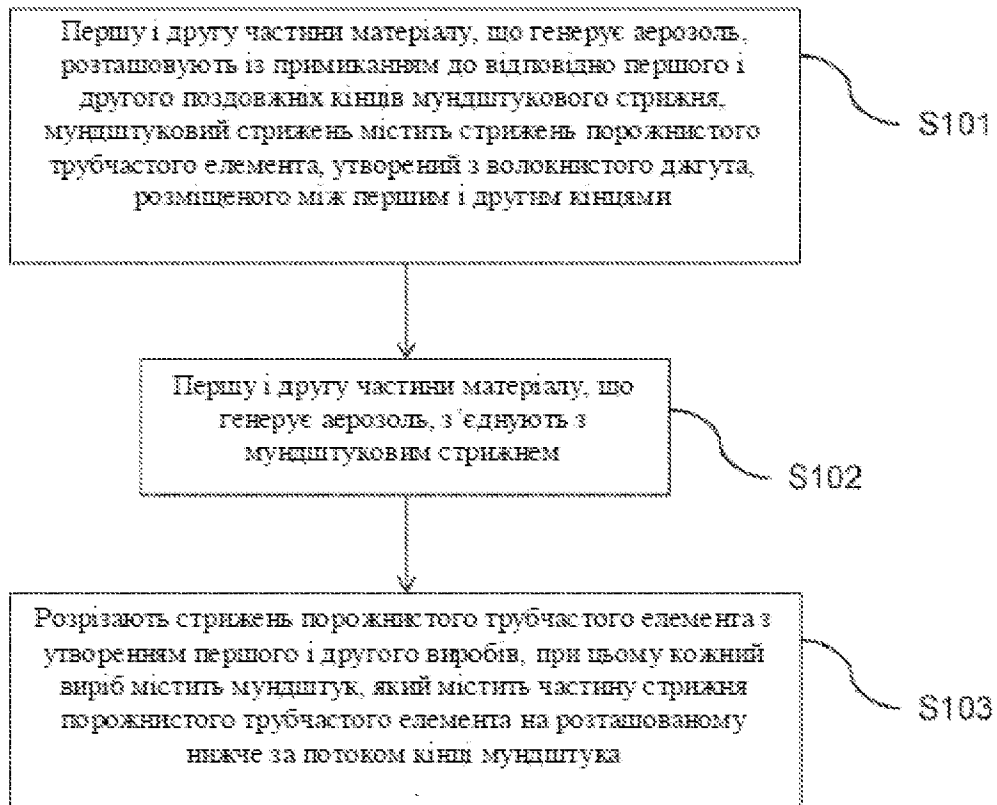 Першу і другу частини матеріалу, що генерує аерозоль,
розташовують із примиканням до відповідно першого і
другого поздовжніх кінців мундштукового стрижня,
мундштуковий стрижень містить стрижень порожнистого
трубчастого елемента, утворений з волокнистого джгута,
розміщеного між першим і другим кінцями
S101
Першу і другу частини матеріалу, що
генерує аерозоль, з'єднують з
мундштуковим стрижнем
S102
Розрізають стрижень порожнистого трубчастого елемента з
утворенням першого і другого виробів, при цьому кожний
виріб містить мундштук, який містить частину стрижня
порожнистого трубчастого елемента на розташованому
нижче за потоком кінці мундштука
S103